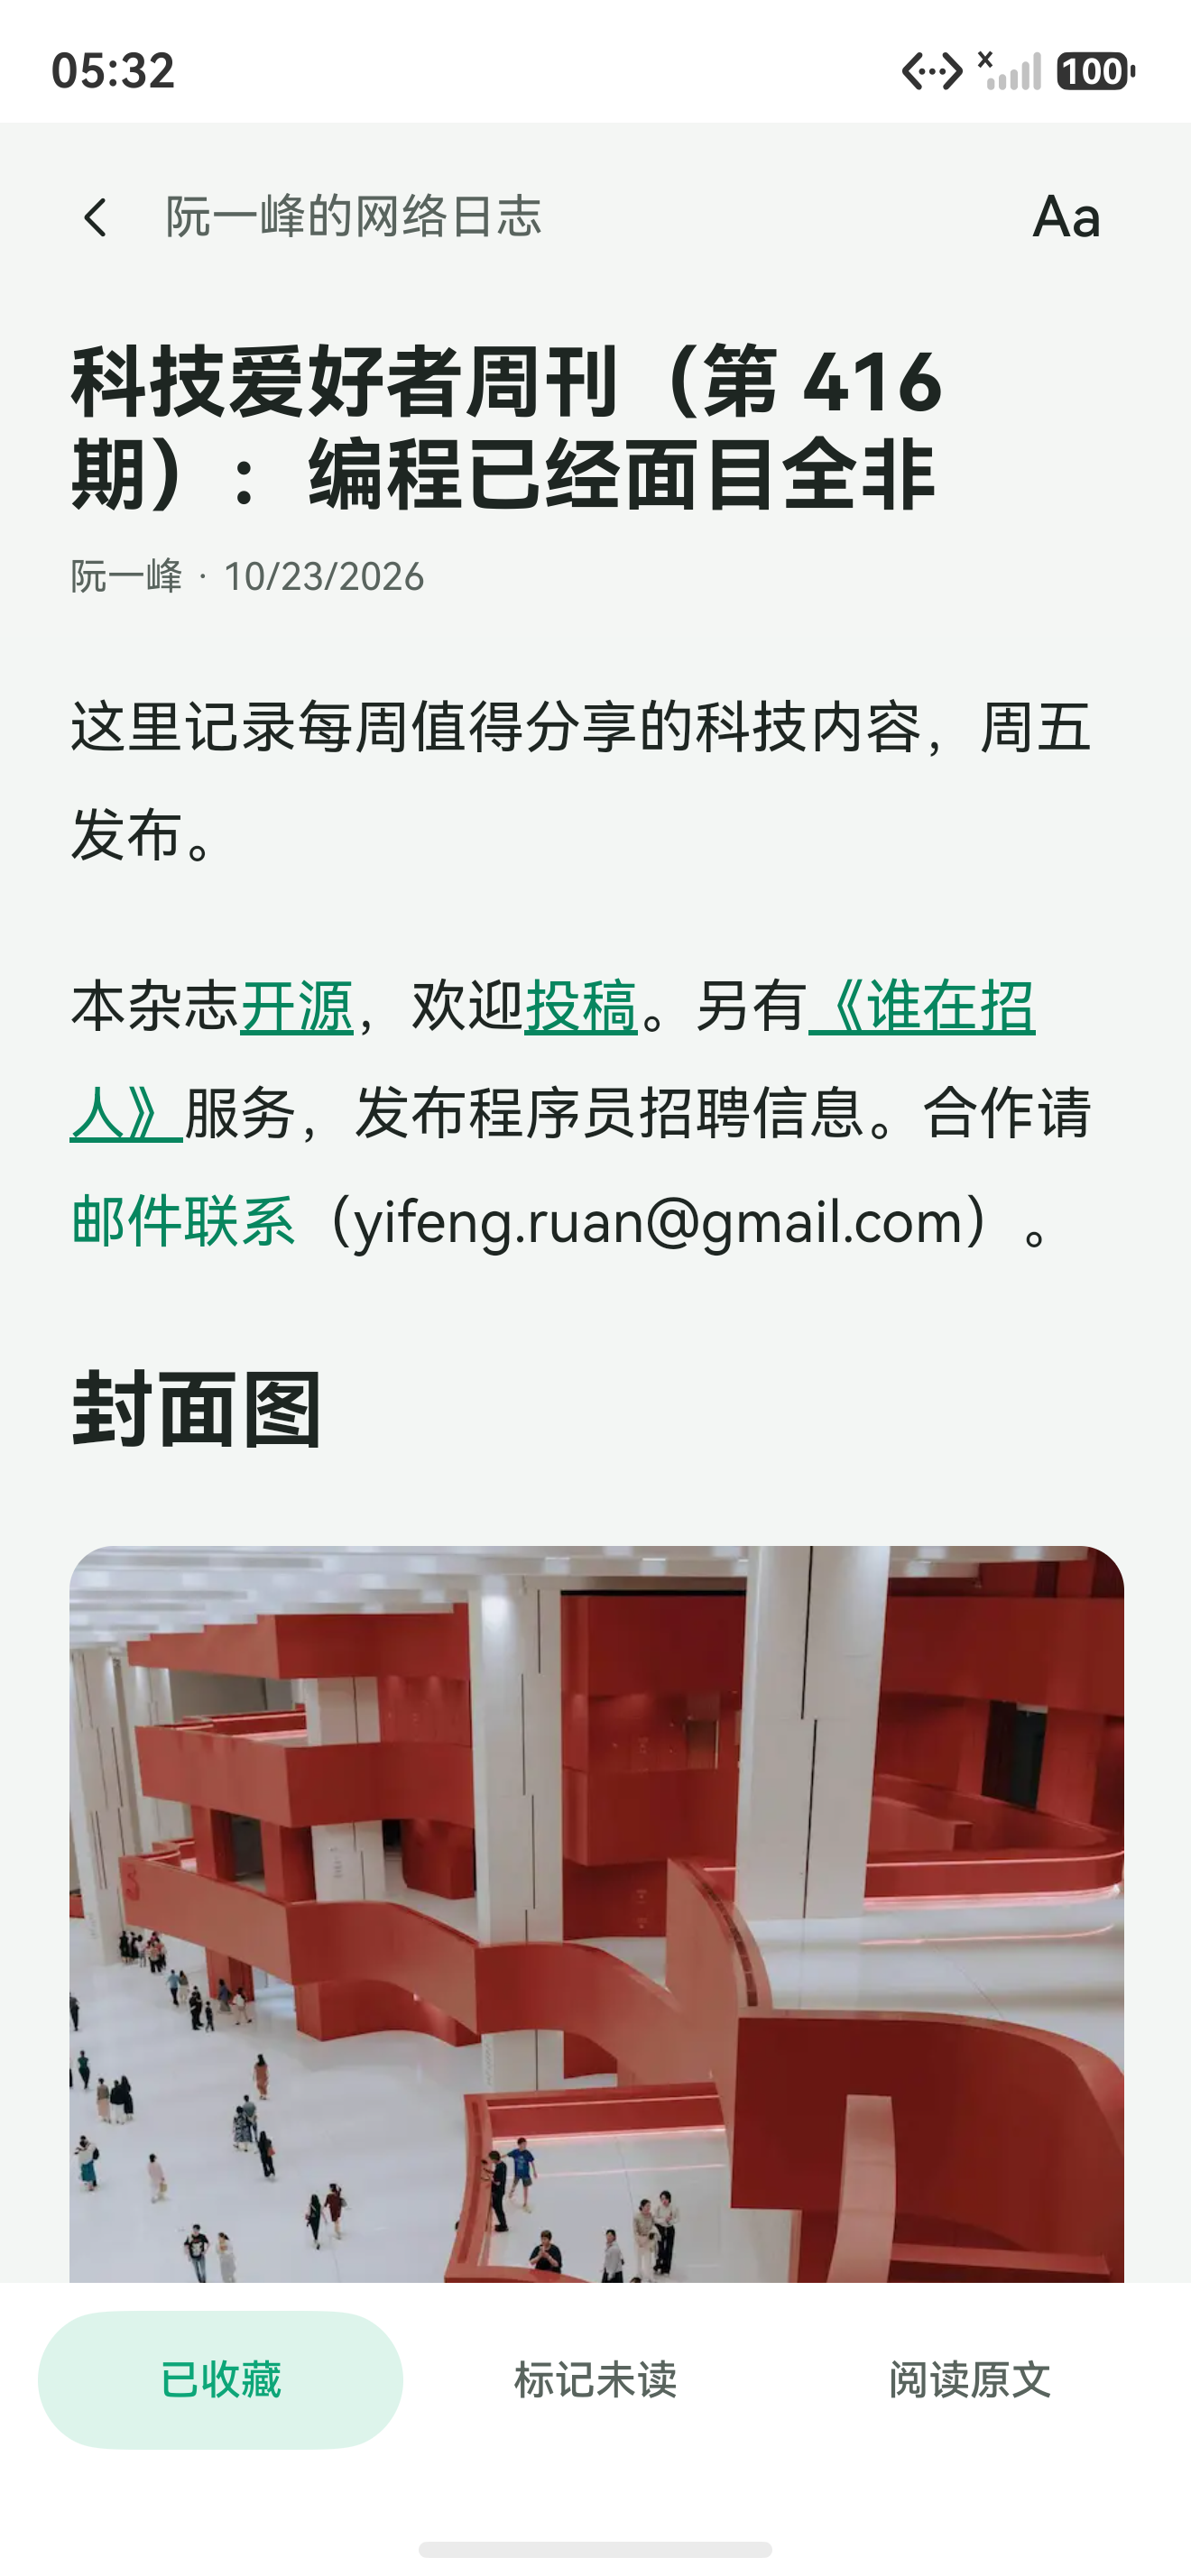 05:32
100
阮一峰的网络日志
Aa
科技爱好者周刊（第 416
期）：编程已经面目全非
阮一峰 · 10/23/2026
这里记录每周值得分享的科技内容，周五
发布。
本杂志开源，欢迎投稿。另有《谁在招
人》服务，发布程序员招聘信息。合作请
邮件联系（yifeng.ruan@gmail.com）。
封面图
已收藏
标记未读
阅读原文